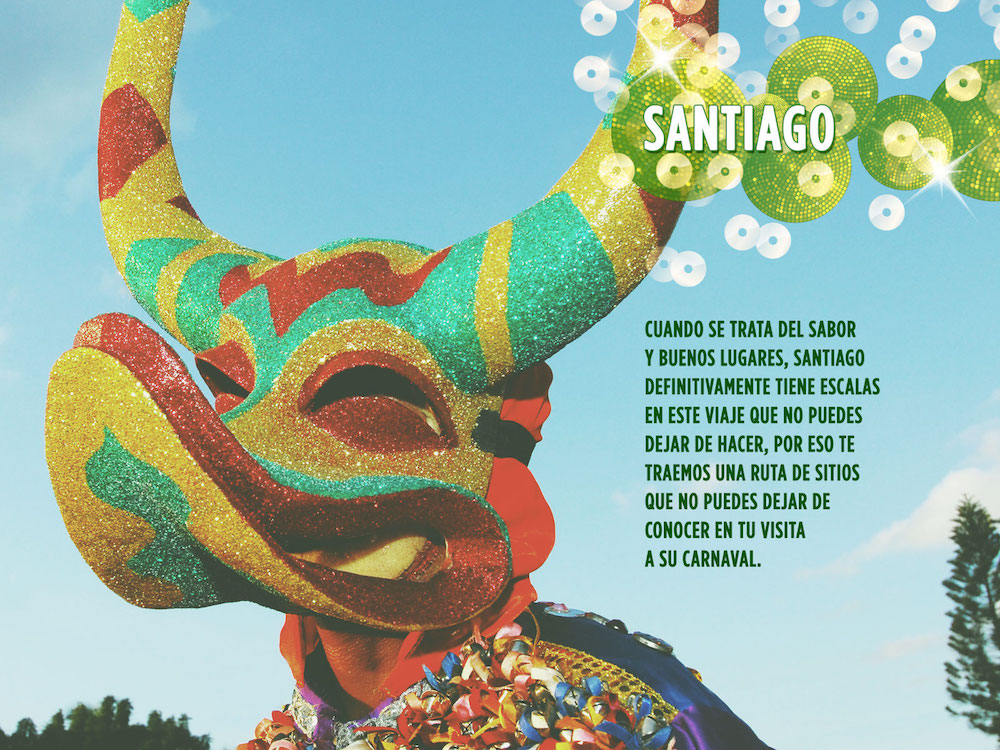 SANTIAGO
CUANDO SE TRATA DEL SABOR
Y BUENOS LUGARES, SANTIAGO
DEFINITIVAMENTE TIENE ESCALAS
EN ESTE VIAJE QUE NO PUEDES
DEJAR DE HACER, POR ESO TE
TRAEMOS UNA RUTA DE SITIOS
QUE NO PUEDES DEJAR DE
CONOCER EN TU VISITA
A SU CARNAVAL.